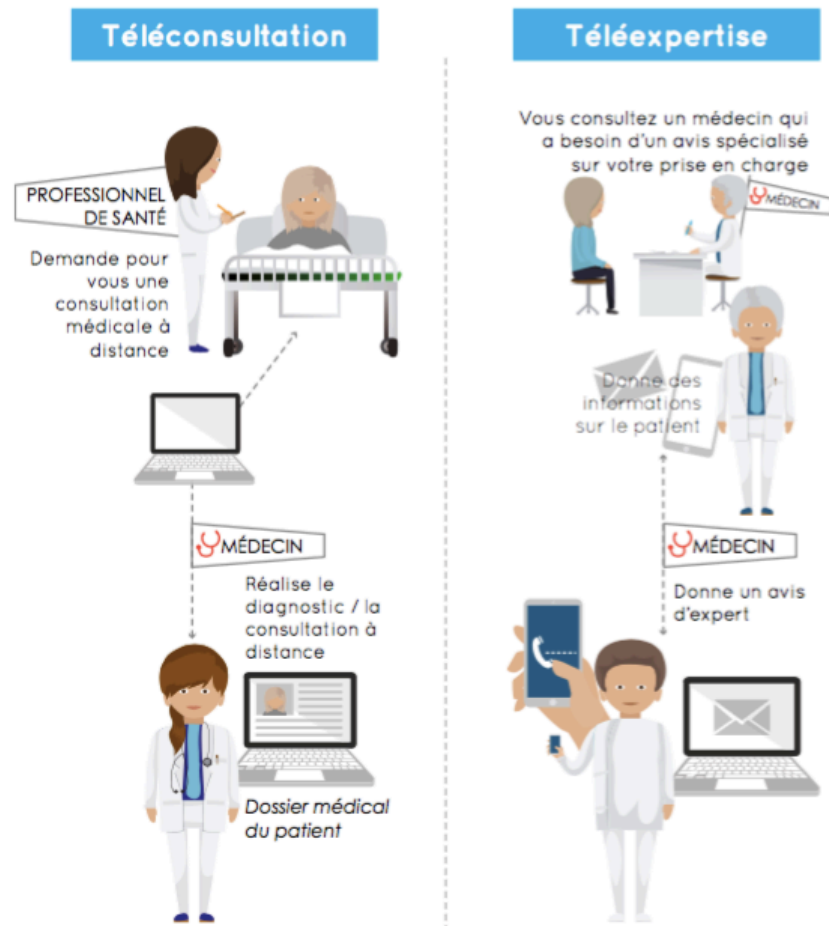 Téléconsultation
PROFESSIONNEL
DE SANTÉ
Demande pour
vous une
consultation
médicale à
distance
MÉDECIN
Réalise le
diagnostic / la
consultation à
distance
Dossier médical
du patient
Téléexpertise
Vous consultez un médecin qui
a besoin d'un avis spécialisé
sur votre prise en charge
MÉDECIN
Donne des
informations
sur le patient
MÉDECIN
Donne un avis
d'expert